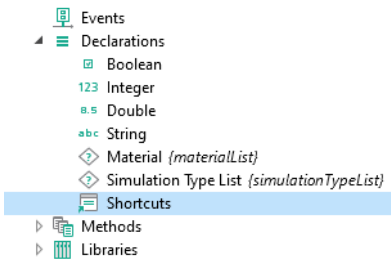 Events
Declarations
Boolean
123 Integer
8.5 Double
abc String
Material {materialList}
Simulation Type List {simulationTypeList}
Shortcuts
Methods
Libraries